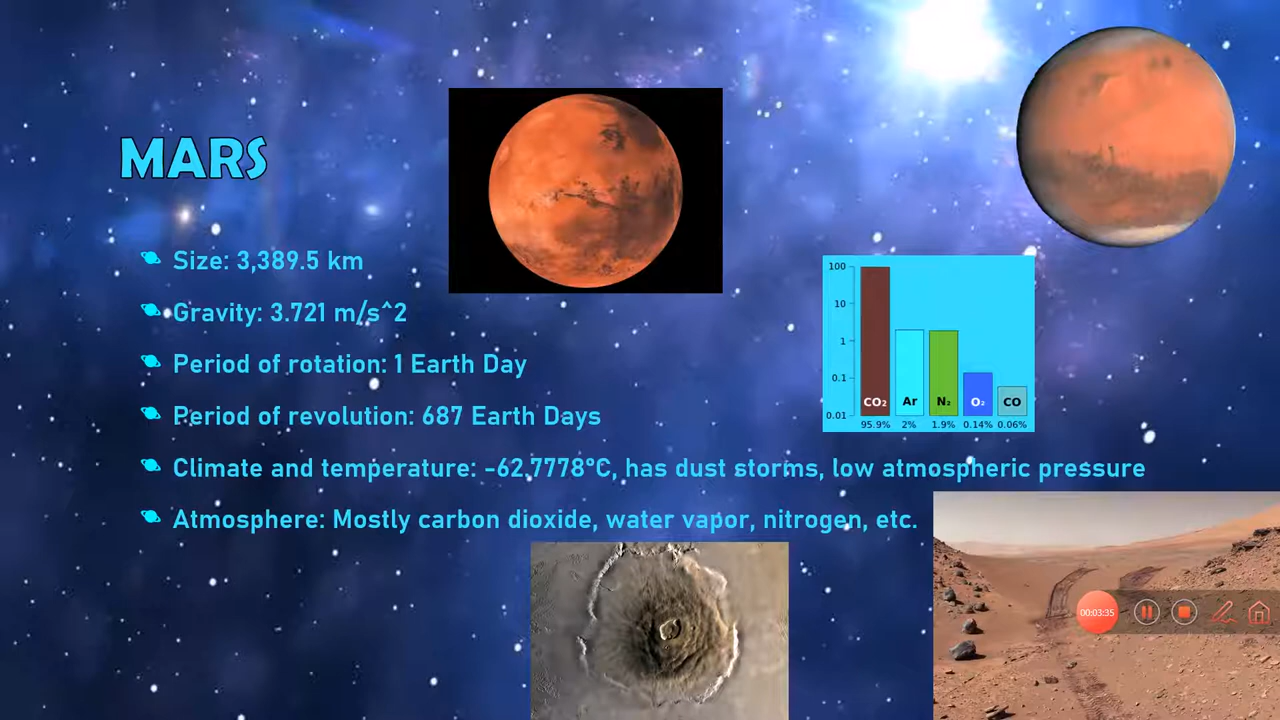 MARS
Size: 3,389.5 km
Gravity: 3.721 m/s^2
Period of rotation: 1 Earth Day
Period of revolution: 687 Earth Days
Climate and temperature: -62.7778°C, has dust storms, low atmospheric pressure
Atmosphere: Mostly carbon dioxide, water vapor, nitrogen, etc.
100
10
1
0.1
0.01
CO₂ Ar N₂ O₂ CO
95.9% 2% 1.9% 0.14% 0.06%
00:03:35